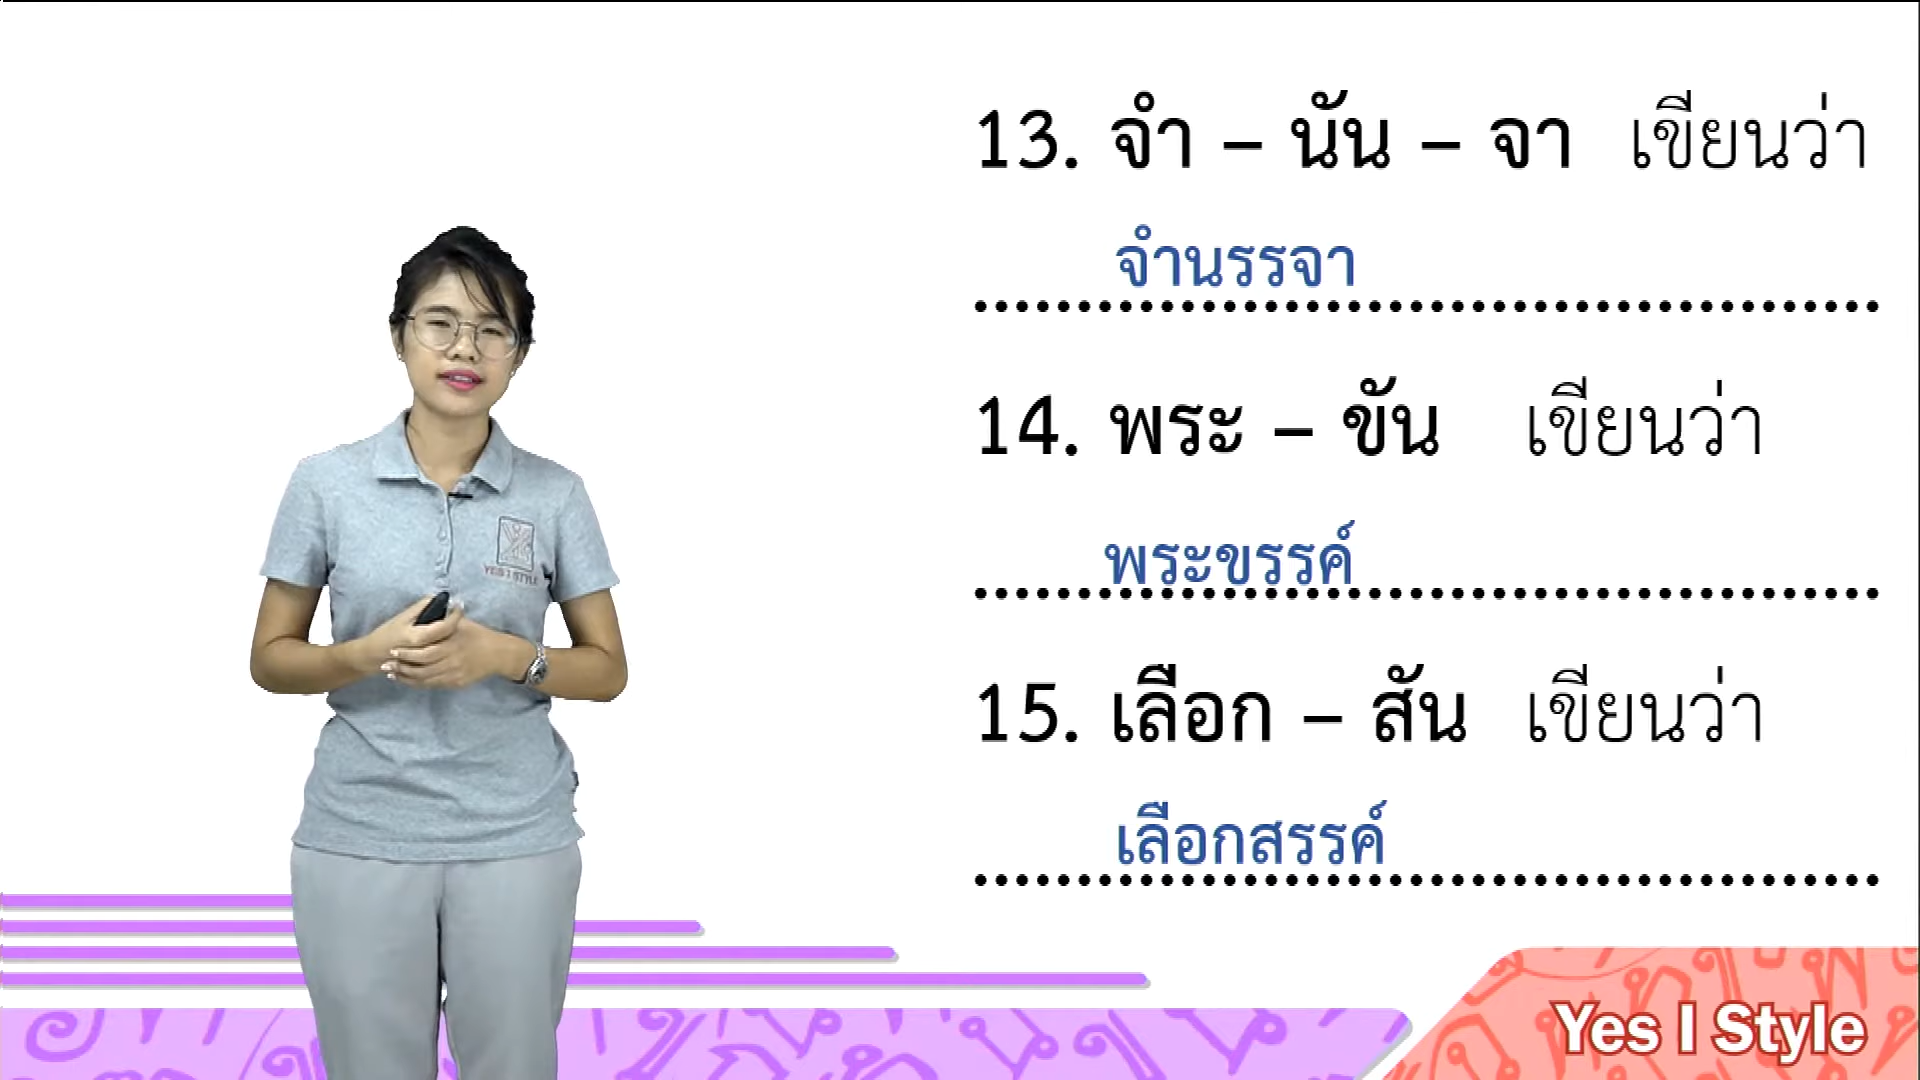 13. จำ – นัน – จา เขียนว่า
จำนรรจา
14. พระ – ขัน เขียนว่า
พระขรรค์
15. เลือก – สัน เขียนว่า
เลือกสรรค์
YES I STYLE
Yes I Style